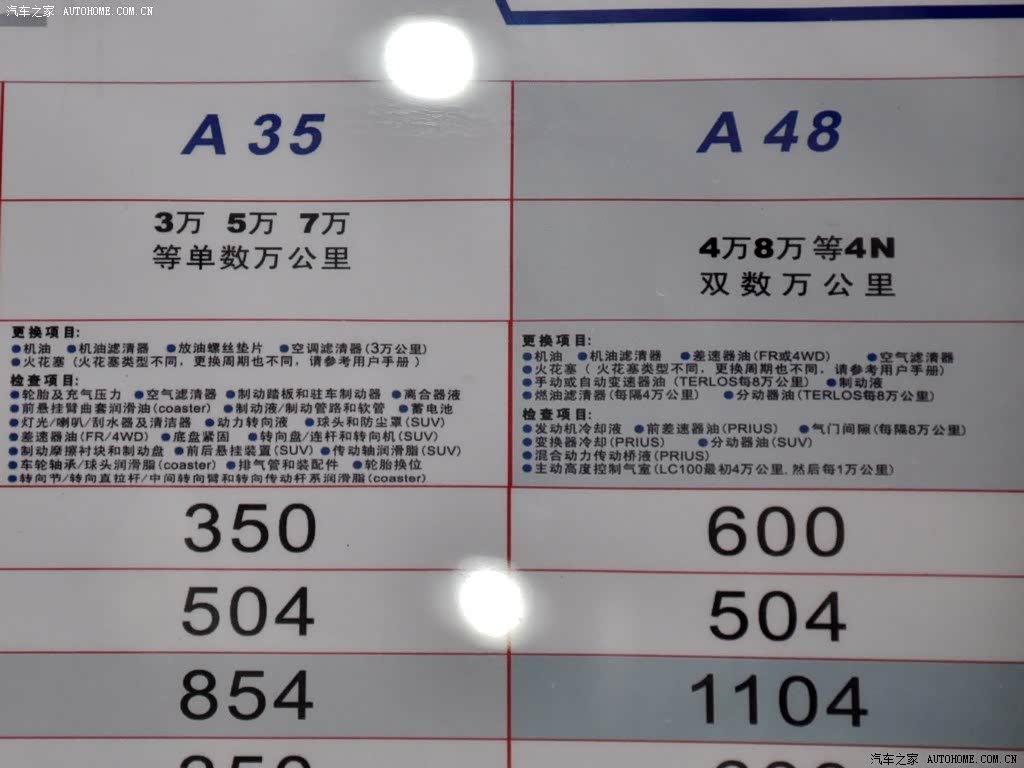 汽车之家 AUTOHOME.COM.CN
A 35
3万 5万 7万
等单数万公里
更换项目:
●机油 ●机油滤清器 ●放油螺丝垫片 ●空调滤清器(3万公里)
●火花塞 (火花塞类型不同，更换周期也不同，请参考用户手册)
检查项目:
●轮胎及充气压力 ●空气滤清器 ●制动踏板和驻车制动器 ●离合器液
●前悬挂臂曲套润滑油(coaster) ●制动液/制动管路和软管 ●蓄电池
●灯光/喇叭/刮水器及清洁器 ●动力转向液 ●球头和防尘罩(SUV)
●差速器油(FR/4WD) ●底盘紧固 ●转向盘/连杆和转向机(SUV)
●制动摩擦衬块和制动盘 ●前后悬挂装置(SUV) ●传动轴润滑脂(SUV)
●车轮轴承/球头润滑脂(coaster) ●排气管和装配件 ●轮胎换位
●转向节/转向直拉杆/中间转向臂和转向传动杆系润滑脂(coaster)
350
504
854
A 48
4万8万 等4N
双数万公里
更换项目:
●机油 ●机油滤清器 ●差速器油(FR或4WD) ●空气滤清器
●火花塞 ( 火花塞类型不同，更换周期也不同，请参考用户手册)
●手动或自动变速器油 (TERLOS每8万公里) ●制动液
●燃油滤清器 (每隔4万公里) ●分动器油(TERLOS每8万公里)
检查项目:
●发动机冷却液 ●前差速器油(PRIUS) ●气门间隙(每隔8万公里)
●变换器冷却(PRIUS) ●分动器油(SUV)
●混合动力传动桥液(PRIUS)
●主动高度控制气室(LC100最初4万公里, 然后每1万公里)
600
504
1104
汽车之家 AUTOHOME.COM.CN